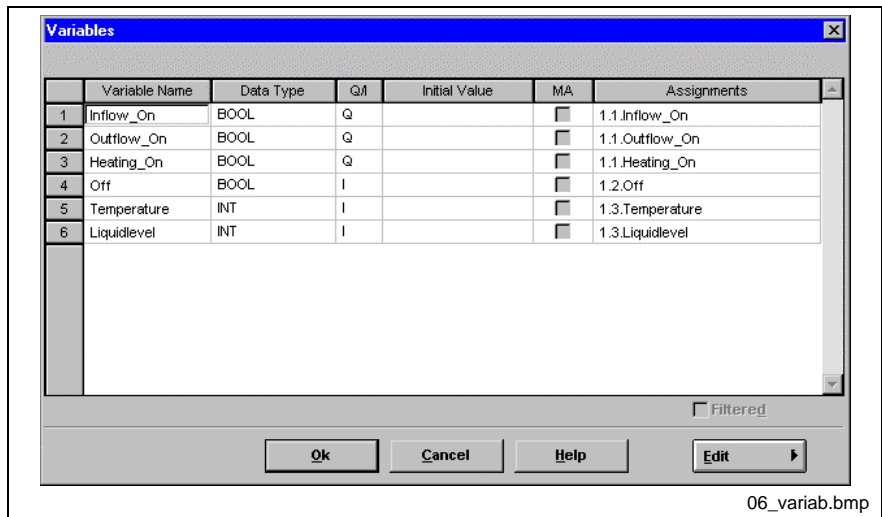 Variables
Variable Name Data Type Q/I Initial Value MA Assignments
1 Inflow_On BOOL Q 1.1.Inflow_On
2 Outflow_On BOOL Q 1.1.Outflow_On
3 Heating_On BOOL Q 1.1.Heating_On
4 Off BOOL I 1.2.Off
5 Temperature INT I 1.3.Temperature
6 Liquidlevel INT I 1.3.Liquidlevel
Filtered
Ok Cancel Help Edit
06_variab.bmp